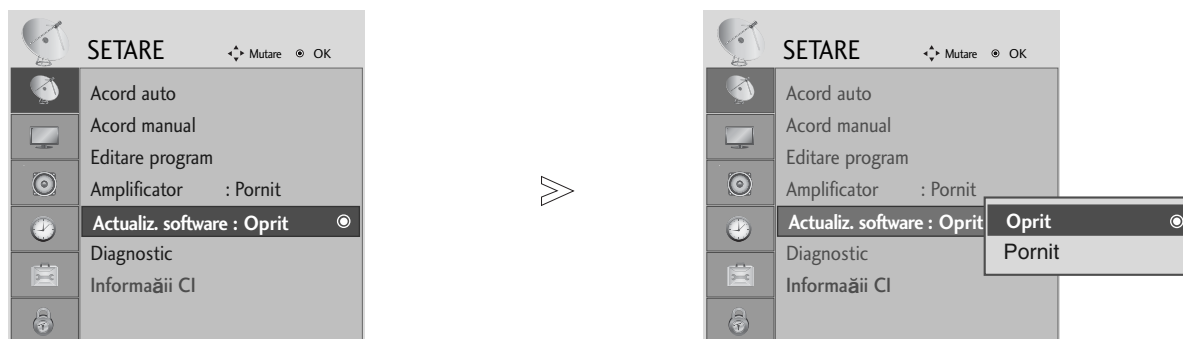 SETARE Mutare OK
Acord auto
Acord manual
Editare program
Amplificator : Pornit
Actualiz. software : Oprit
Diagnostic
Informaăii CI
SETARE Mutare OK
Acord auto
Acord manual
Editare program
Amplificator : Pornit
Actualiz. software : Oprit
Diagnostic
Informaăii CI
Oprit
Pornit